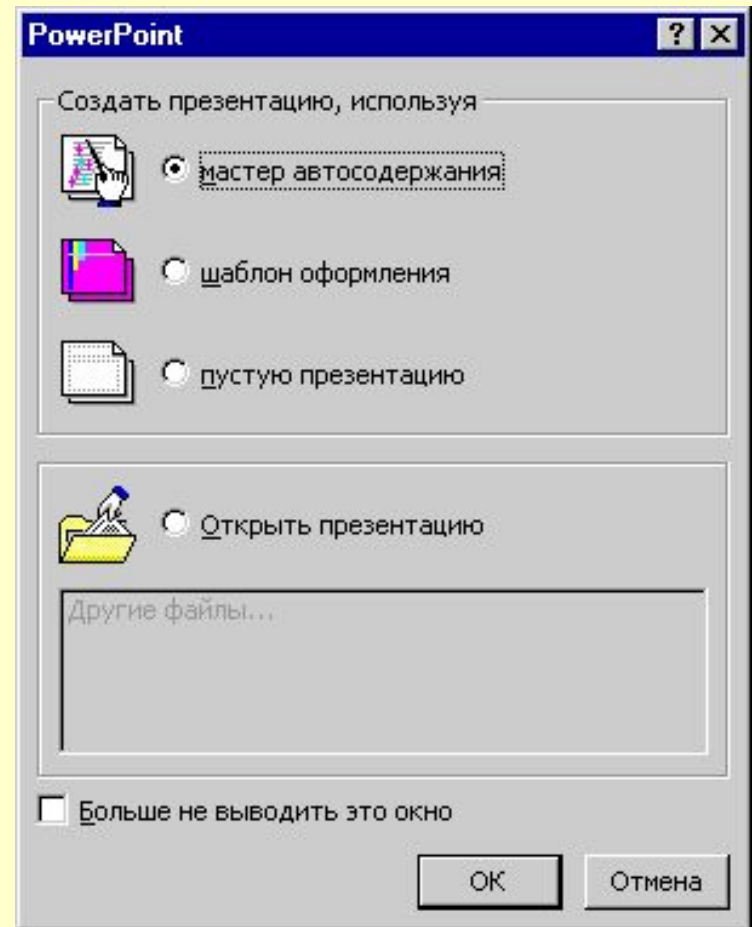 PowerPoint
Создать презентацию, используя
мастер автосодержания
шаблон оформления
пустую презентацию
Открыть презентацию
Другие файлы...
Больше не выводить это окно
OK
Отмена